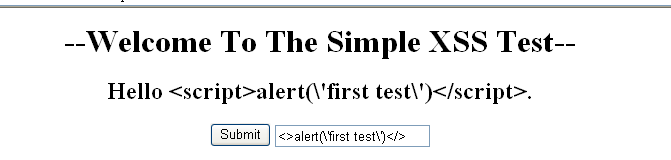 --Welcome To The Simple XSS Test--
Hello <script>alert(\'first test\')</script>.
Submit <>alert(\'first test\')</>